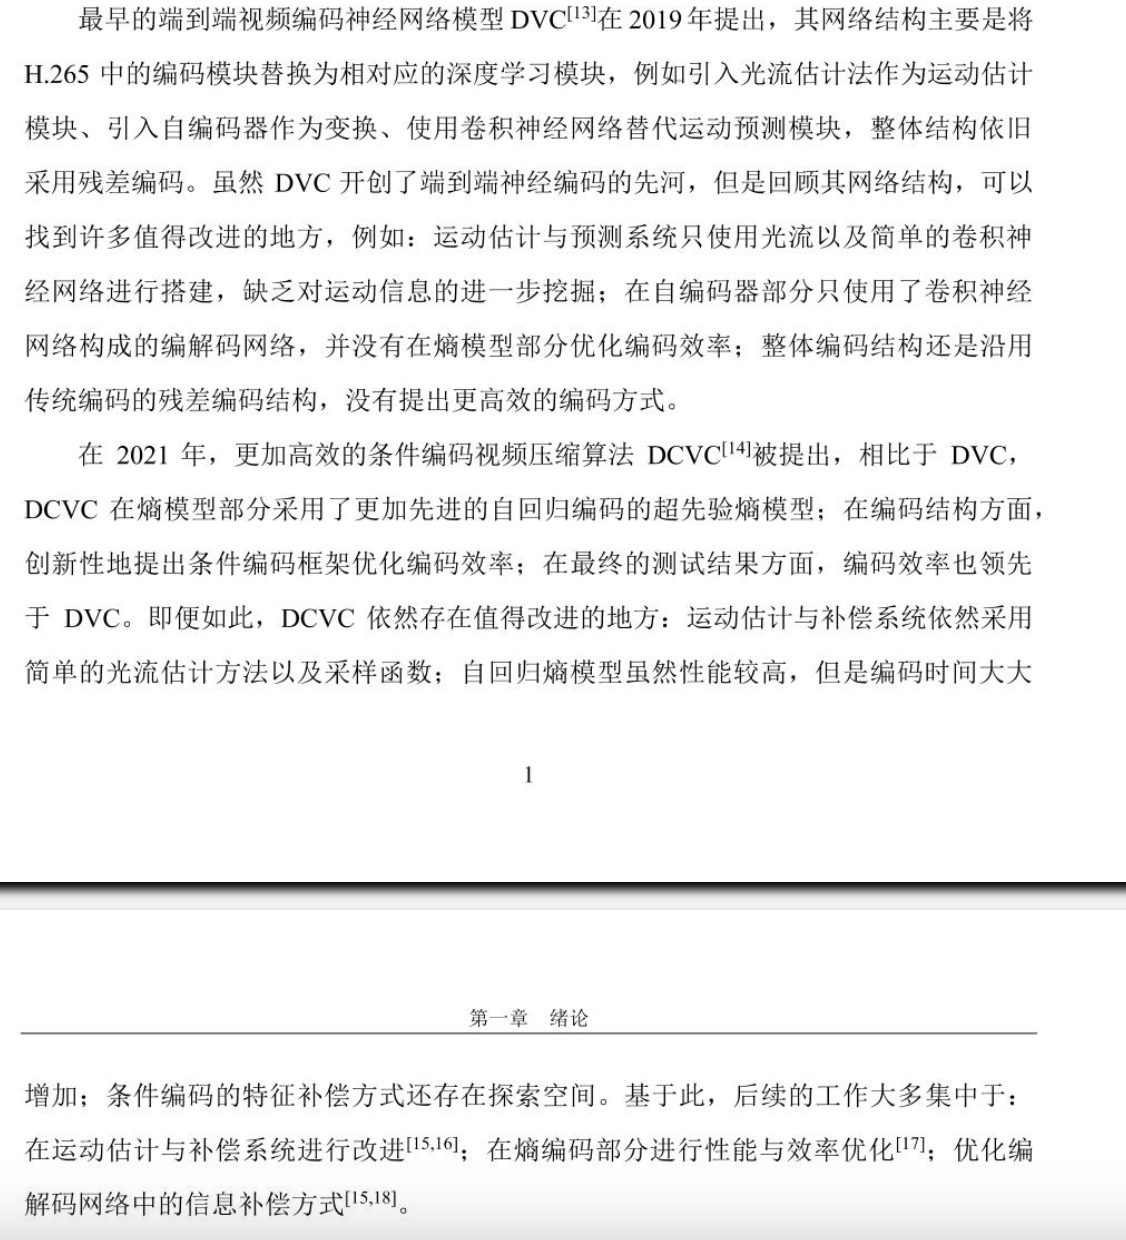 最早的端到端视频编码神经网络模型 DVC[13]在 2019 年提出，其网络结构主要是将
H.265 中的编码模块替换为相对应的深度学习模块，例如引入光流估计法作为运动估计
模块、引入自编码器作为变换、使用卷积神经网络替代运动预测模块，整体结构依旧
采用残差编码。虽然 DVC 开创了端到端神经编码的先河，但是回顾其网络结构，可以
找到许多值得改进的地方，例如：运动估计与预测系统只使用光流以及简单的卷积神
经网络进行搭建，缺乏对运动信息的进一步挖掘；在自编码器部分只使用了卷积神经
网络构成的编解码网络，并没有在熵模型部分优化编码效率；整体编码结构还是沿用
传统编码的残差编码结构，没有提出更高效的编码方式。
在 2021 年，更加高效的条件编码视频压缩算法 DCVC[14]被提出，相比于 DVC，
DCVC 在熵模型部分采用了更加先进的自回归编码的超先验熵模型；在编码结构方面，
创新性地提出条件编码框架优化编码效率；在最终的测试结果方面，编码效率也领先
于 DVC。即便如此，DCVC 依然存在值得改进的地方：运动估计与补偿系统依然采用
简单的光流估计方法以及采样函数；自回归熵模型虽然性能较高，但是编码时间大大
1
第一章 绪论
增加；条件编码的特征补偿方式还存在探索空间。基于此，后续的工作大多集中于：
在运动估计与补偿系统进行改进[15,16]；在熵编码部分进行性能与效率优化[17]；优化编
解码网络中的信息补偿方式[15,18]。